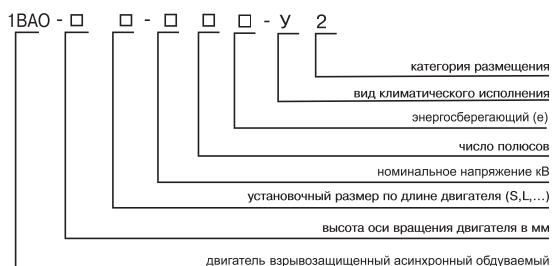 1ВАО-□ □-□ □ □-У 2
категория размещения
вид климатического исполнения
энергосберегающий (е)
число полюсов
номинальное напряжение кВ
установочный размер по длине двигателя (S,L,...)
высота оси вращения двигателя в мм
двигатель взрывозащищенный асинхронный обдуваемый